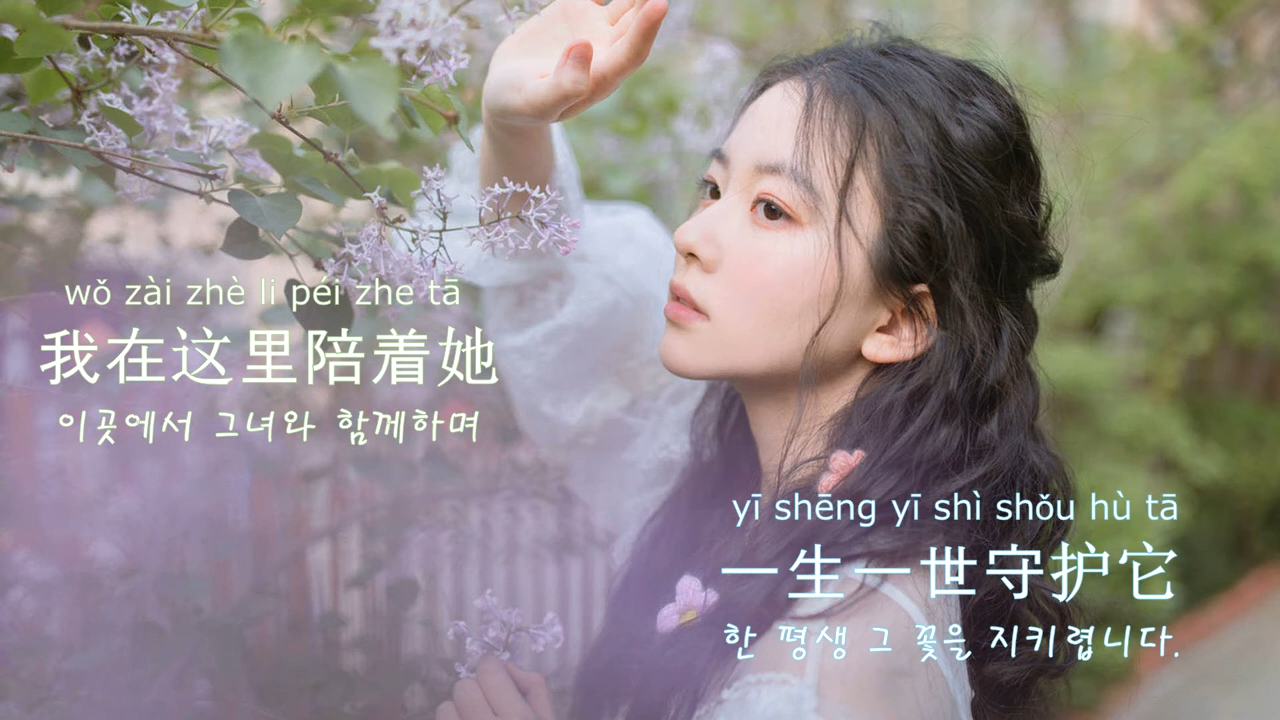 wǒ zài zhè li péi zhe tā
我在这里陪着她
이곳에서 그녀와 함께하며
yī shēng yī shì shǒu hù tā
一生一世守护它
한 평생 그 꽃을 지키렵니다.